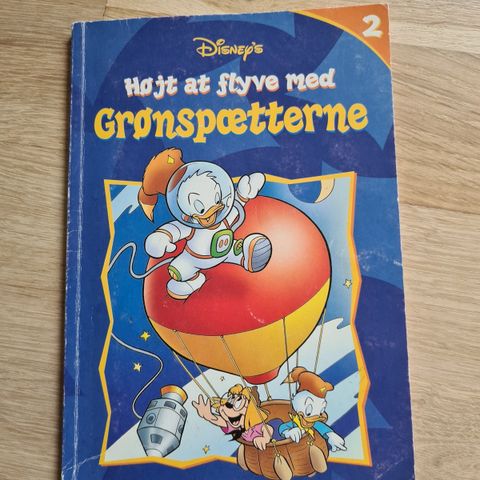 2
Disney's
Højt at flyve med
Grønspætterne